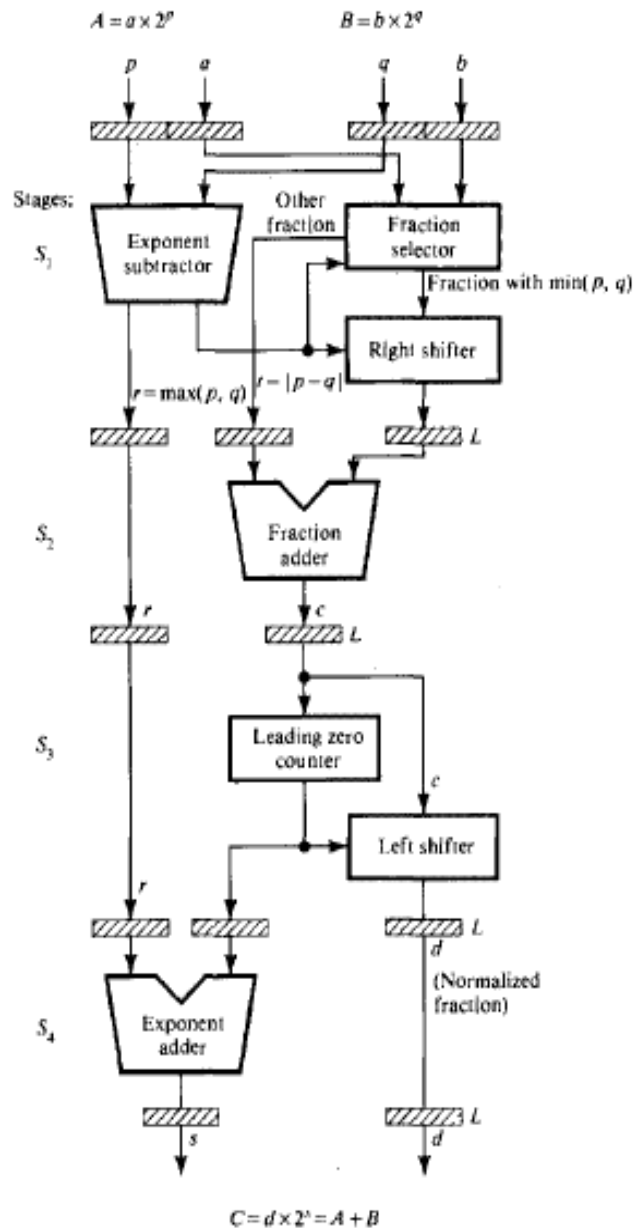 A = a × 2^p
B = b × 2^q
p
a
q
b
Stages:
S₁
Exponent
subtractor
Other
fraction
Fraction
selector
Fraction with min(p, q)
Right shifter
r = max(p, q)
t = |p − q|
L
S₂
Fraction
adder
r
c
L
S₃
Leading zero
counter
c
Left shifter
r
L
d
(Normalized
fraction)
S₄
Exponent
adder
L
s
d
C = d × 2^s = A + B